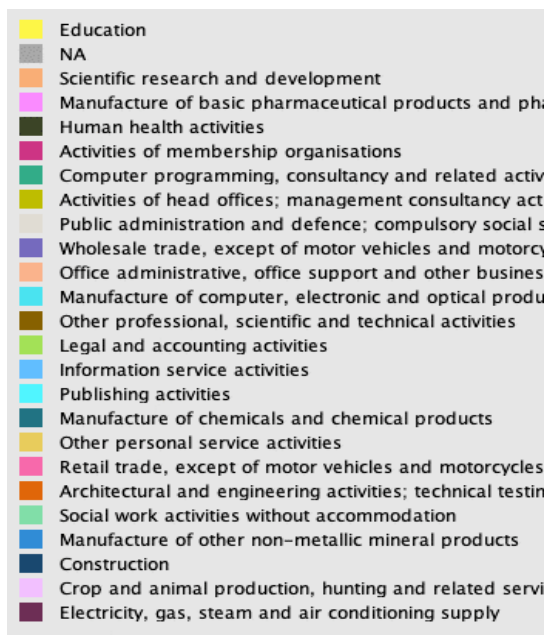 Education
NA
Scientific research and development
Manufacture of basic pharmaceutical products and pha
Human health activities
Activities of membership organisations
Computer programming, consultancy and related activ
Activities of head offices; management consultancy act
Public administration and defence; compulsory social s
Wholesale trade, except of motor vehicles and motorcy
Office administrative, office support and other busines
Manufacture of computer, electronic and optical produ
Other professional, scientific and technical activities
Legal and accounting activities
Information service activities
Publishing activities
Manufacture of chemicals and chemical products
Other personal service activities
Retail trade, except of motor vehicles and motorcycles
Architectural and engineering activities; technical testin
Social work activities without accommodation
Manufacture of other non-metallic mineral products
Construction
Crop and animal production, hunting and related servi
Electricity, gas, steam and air conditioning supply